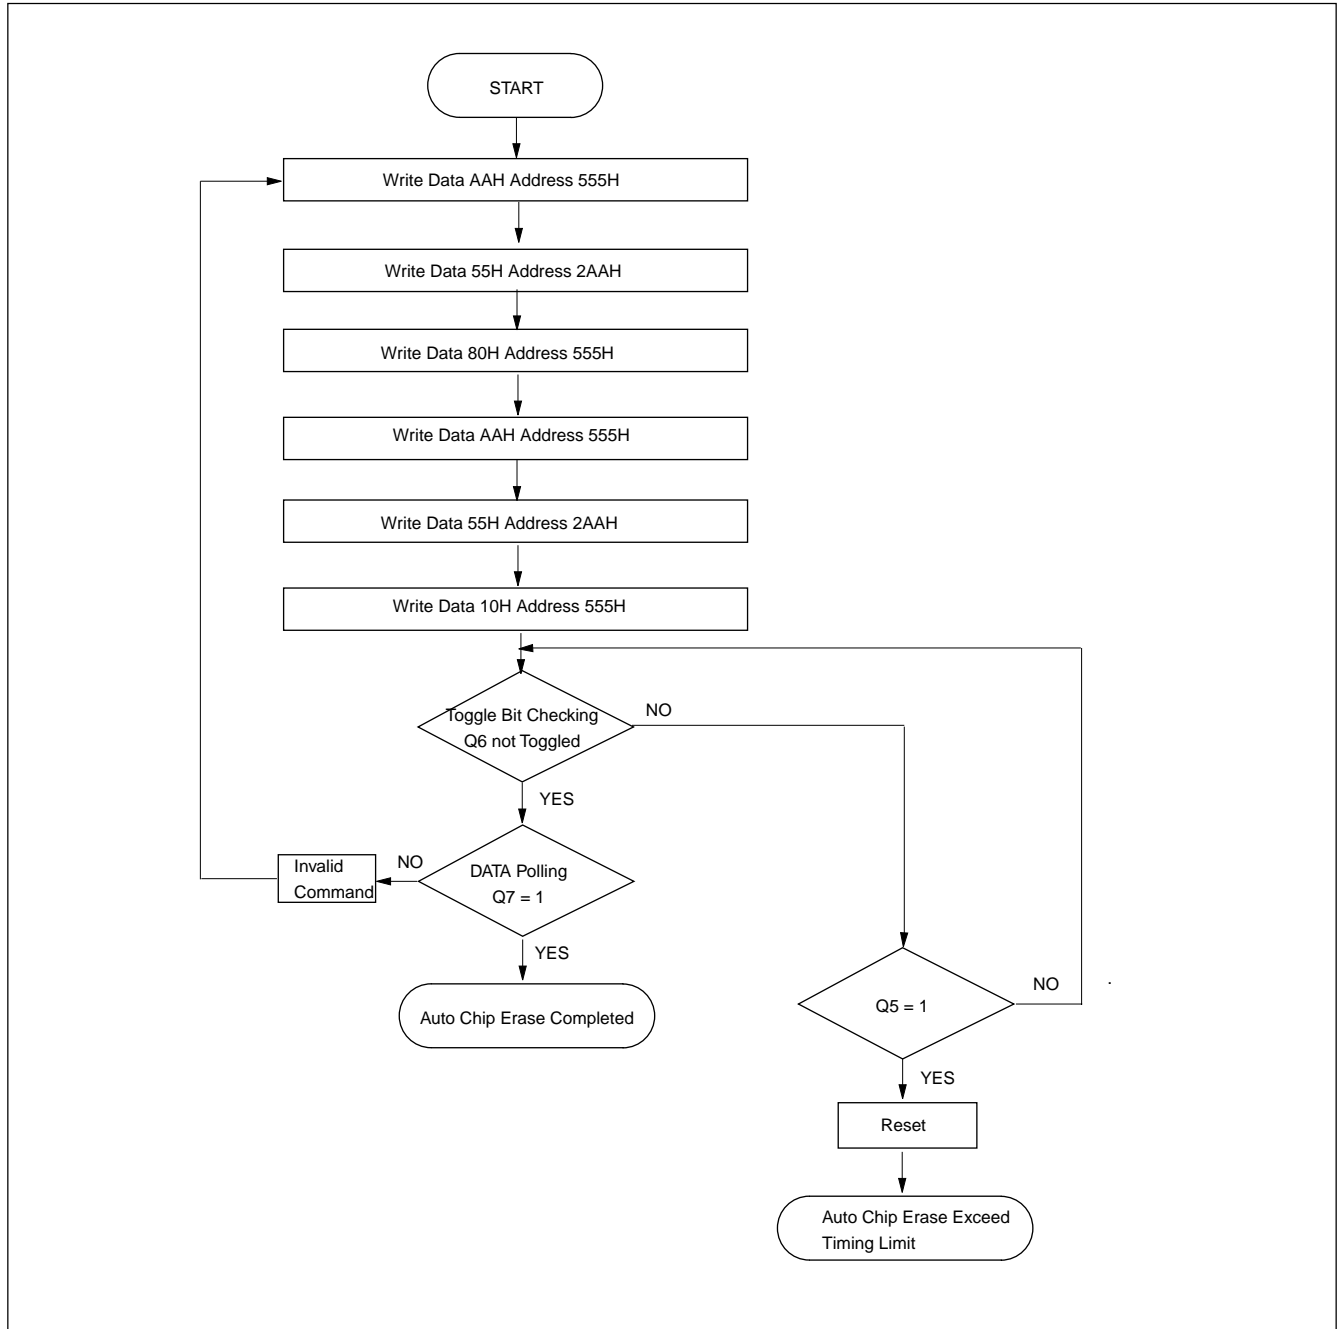 START
Write Data AAH Address 555H
Write Data 55H Address 2AAH
Write Data 80H Address 555H
Write Data AAH Address 555H
Write Data 55H Address 2AAH
Write Data 10H Address 555H
Toggle Bit Checking
Q6 not Toggled
NO
YES
Invalid
Command
NO
DATA Polling
Q7 = 1
YES
Auto Chip Erase Completed
Q5 = 1
NO
.
YES
Reset
Auto Chip Erase Exceed
Timing Limit